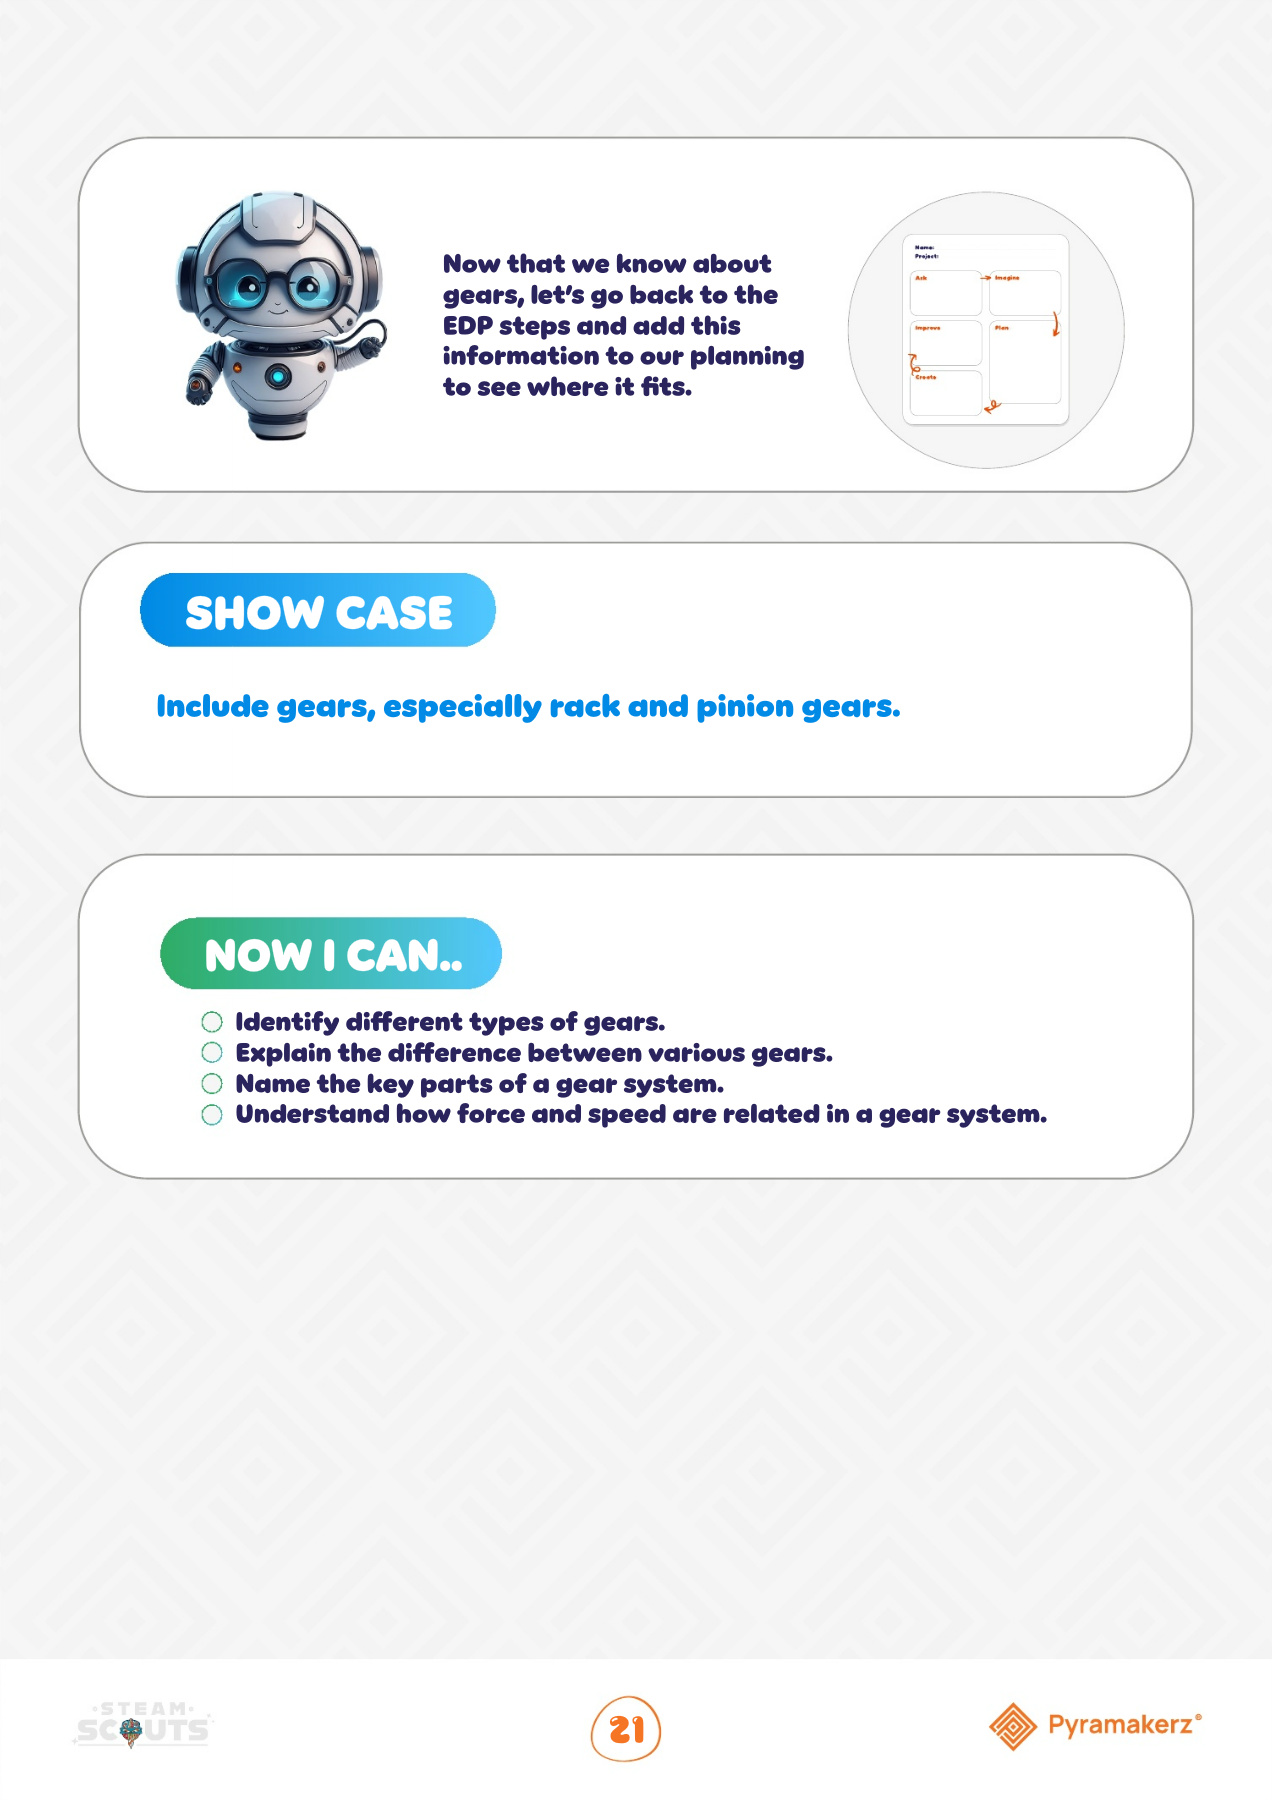 Now that we know about
gears, let's go back to the
EDP steps and add this
information to our planning
to see where it fits.
Name:
Project:
Ask
Imagine
Improve
Plan
Create
SHOW CASE
Include gears, especially rack and pinion gears.
NOW I CAN..
Identify different types of gears.
Explain the difference between various gears.
Name the key parts of a gear system.
Understand how force and speed are related in a gear system.
STEAM
SCOUTS
21
Pyramakerz®